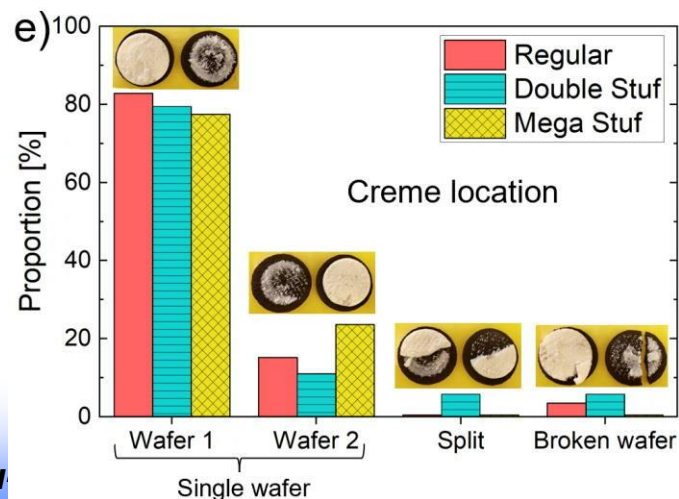 e)
100
80
60
40
20
0
Proportion [%]
Regular
Double Stuf
Mega Stuf
Creme location
Wafer 1
Wafer 2
Split
Broken wafer
Single wafer